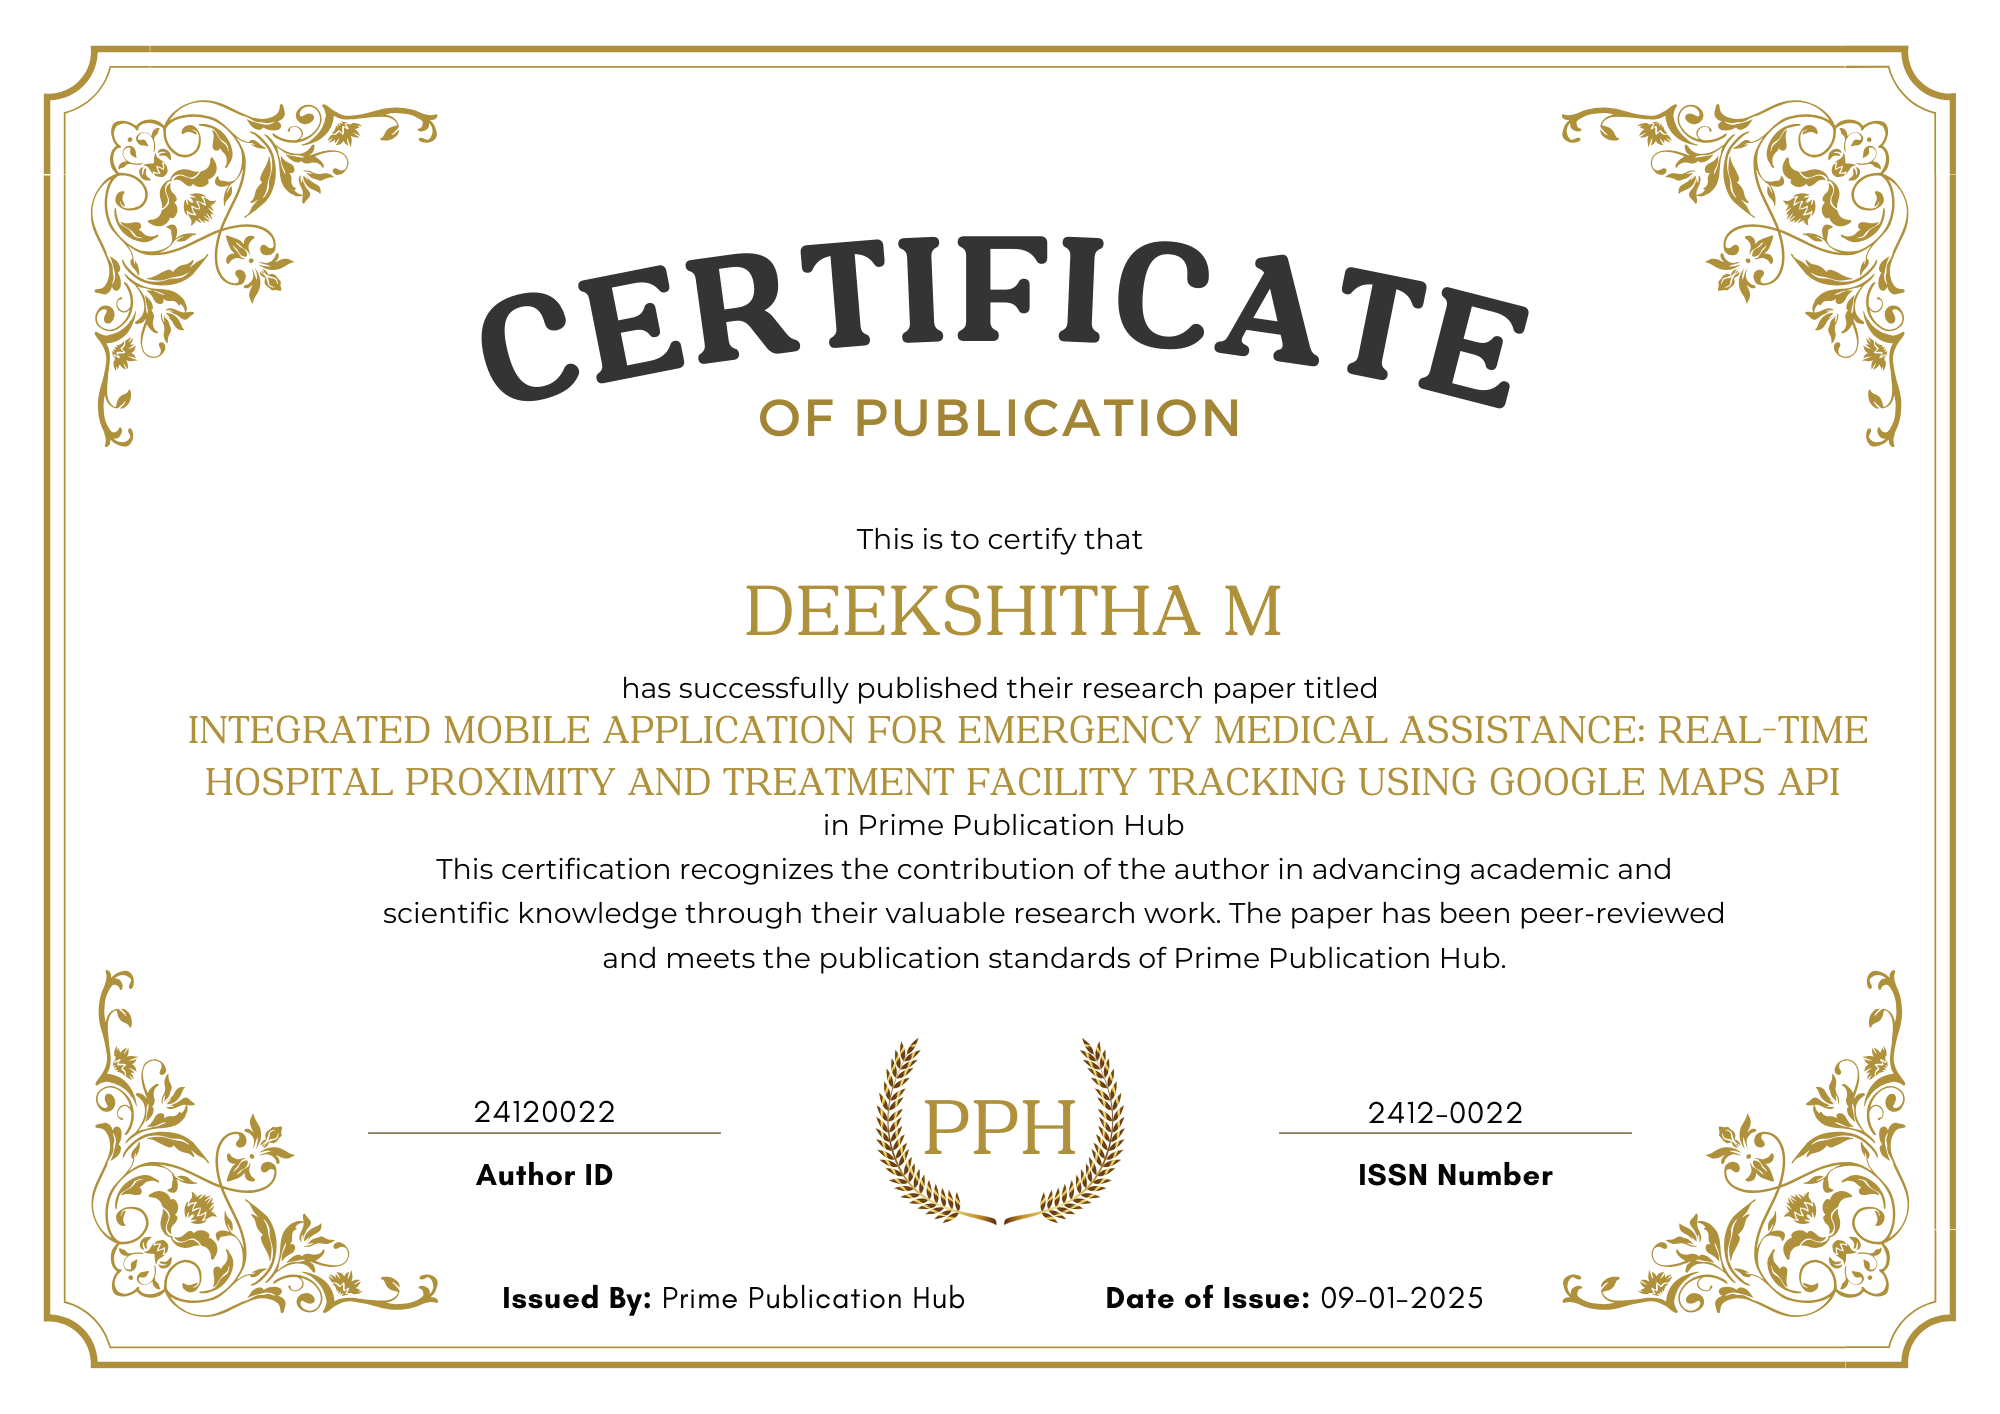 CERTIFICATE
OF PUBLICATION
This is to certify that
DEEKSHITHA M
has successfully published their research paper titled
INTEGRATED MOBILE APPLICATION FOR EMERGENCY MEDICAL ASSISTANCE: REAL-TIME
HOSPITAL PROXIMITY AND TREATMENT FACILITY TRACKING USING GOOGLE MAPS API
in Prime Publication Hub
This certification recognizes the contribution of the author in advancing academic and
scientific knowledge through their valuable research work. The paper has been peer-reviewed
and meets the publication standards of Prime Publication Hub.
24120022
Author ID
PPH
2412-0022
ISSN Number
Issued By: Prime Publication Hub
Date of Issue: 09-01-2025